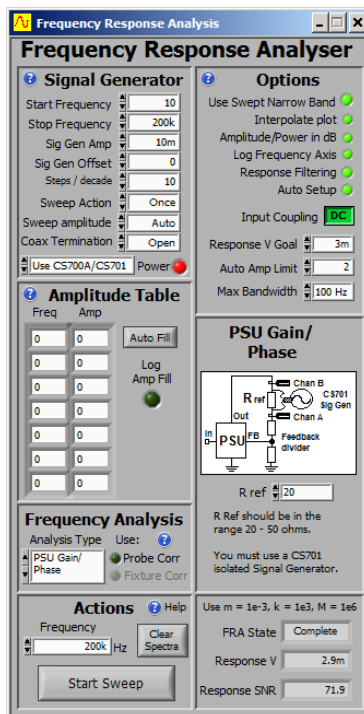 Frequency Response Analysis
Frequency Response Analyser
Signal Generator
Start Frequency 10
Stop Frequency 200k
Sig Gen Amp 10m
Sig Gen Offset 0
Steps / decade 10
Sweep Action Once
Sweep amplitude Auto
Coax Termination Open
Use CS700A/CS701 Power
Options
Use Swept Narrow Band
Interpolate plot
Amplitude/Power in dB
Log Frequency Axis
Response Filtering
Auto Setup
Input Coupling DC
Response V Goal 3m
Auto Amp Limit 2
Max Bandwidth 100 Hz
Amplitude Table
Freq Amp
0 0
0 0
0 0
0 0
0 0
0 0
0 0
Auto Fill
Log
Amp Fill
PSU Gain/
Phase
Chan B
R ref
CS701
Sig Gen
Out
Chan A
In
PSU
FB
Feedback
divider
R ref 20
R Ref should be in the
range 20 - 50 ohms.
You must use a CS701
isolated Signal Generator.
Frequency Analysis
Analysis Type Use:
PSU Gain/
Phase
Probe Corr
Fixture Corr
Actions Help
Frequency
200k Hz
Clear
Spectra
Start Sweep
Use m = 1e-3, k = 1e3, M = 1e6
FRA State Complete
Response V 2.9m
Response SNR 71.9